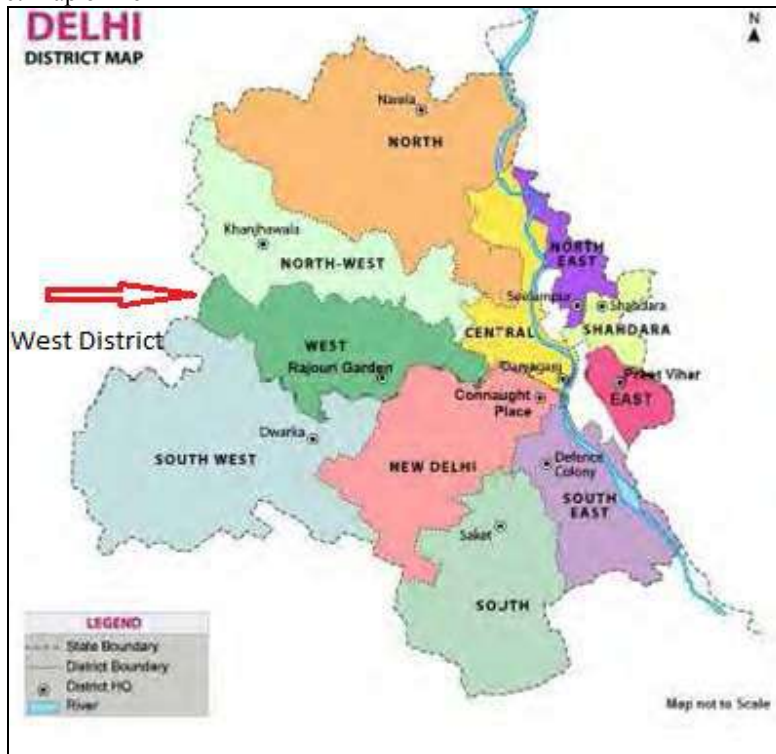 DELHI
DISTRICT MAP
N
Narela
NORTH
Khanjhawala
NORTH-WEST
NORTH
EAST
Seelampur
Shahdara
SHAHDARA
West District
WEST
Rajouri Garden
CENTRAL
Daryaganj
Connaught
Place
Preet Vihar
EAST
Dwarka
SOUTH WEST
NEW DELHI
Defence
Colony
SOUTH
EAST
Saket
SOUTH
LEGEND
State Boundary
District Boundary
District HQ
River
Map not to Scale